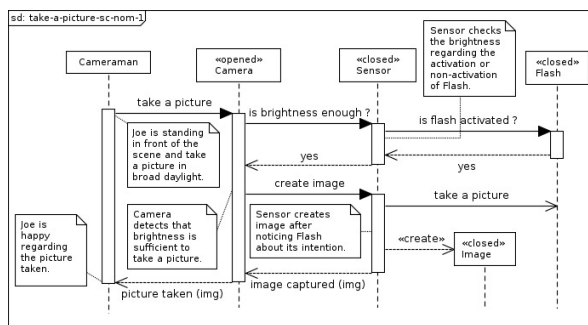 sd: take-a-picture-sc-nom-1
Cameraman
«opened»
Camera
«closed»
Sensor
Sensor checks
the brightness
regarding the
activation or
non-activation
of Flash.
«closed»
Flash
take a picture
is brightness enough ?
is flash activated ?
Joe is standing
in front of the
scene and take
a picture in
broad daylight.
yes
yes
create image
take a picture
Joe is
happy
regarding
the picture
taken.
Camera
detects that
brightness is
sufficient to
take a picture.
Sensor creates
image after
noticing Flash
about its intention.
«create»
«closed»
Image
picture taken (img)
image captured (img)